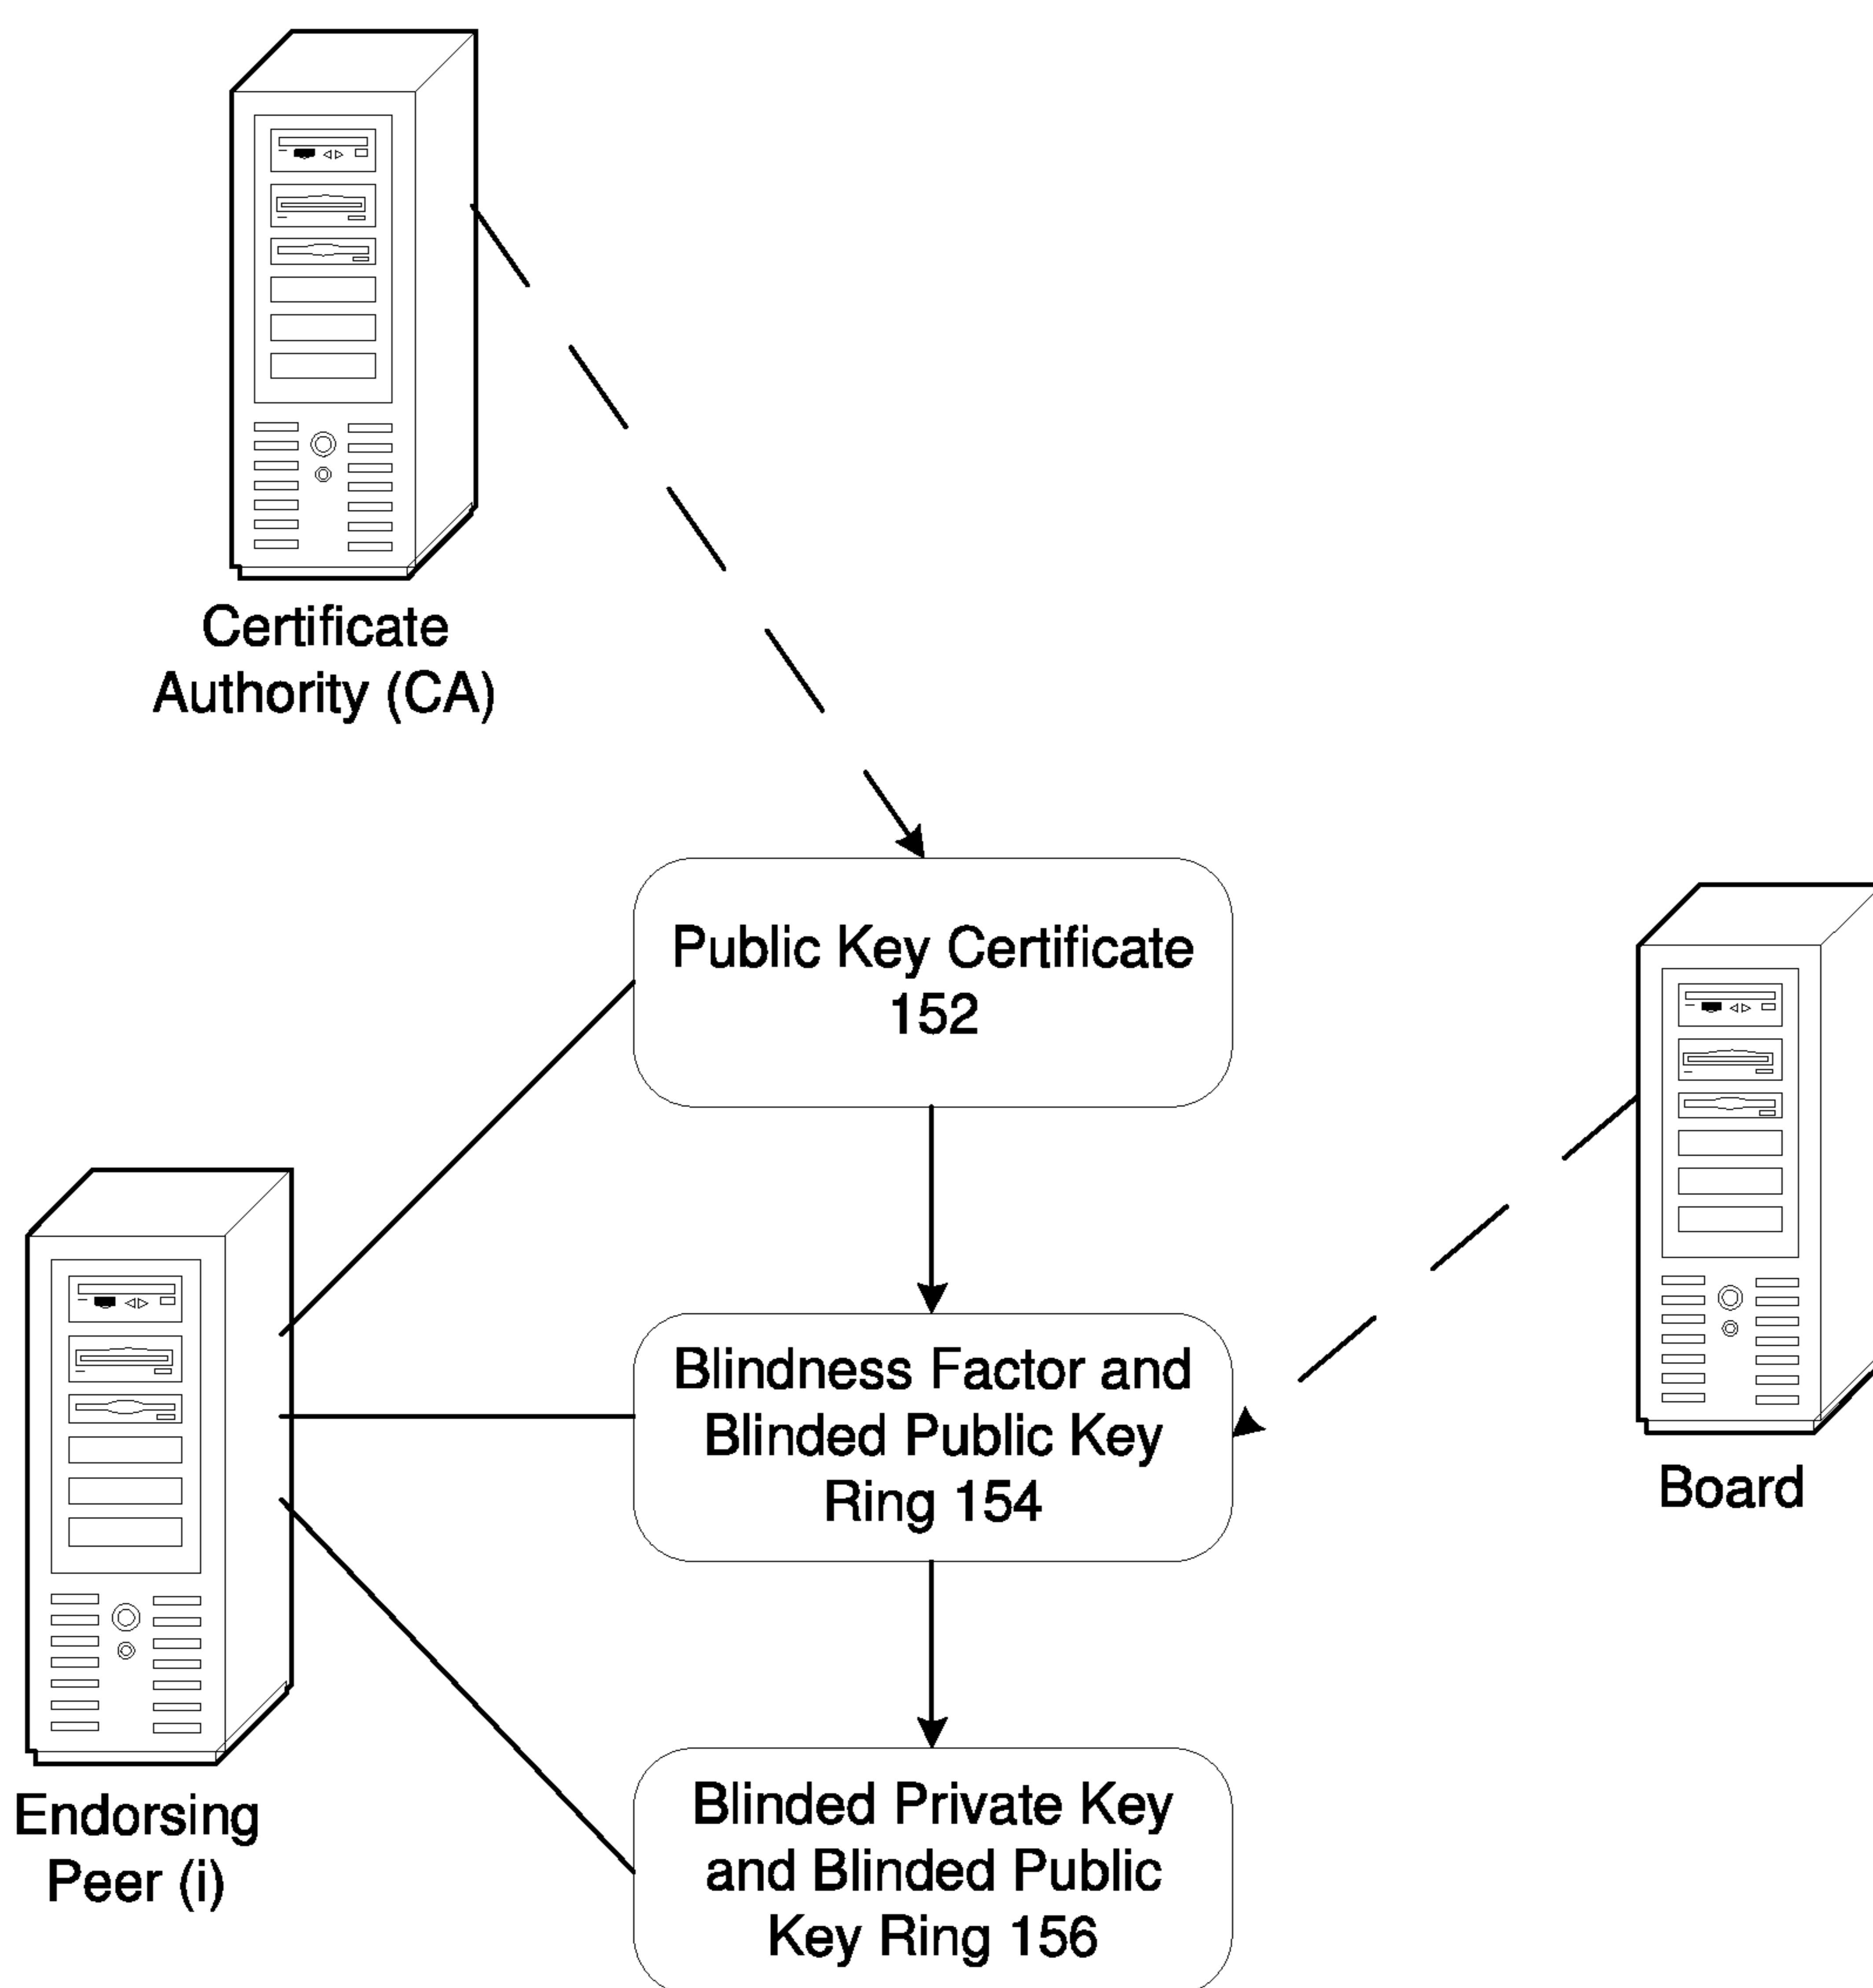 Certificate
Authority (CA)
Public Key Certificate
152
Blindness Factor and
Blinded Public Key
Ring 154
Board
Endorsing
Peer (i)
Blinded Private Key
and Blinded Public
Key Ring 156